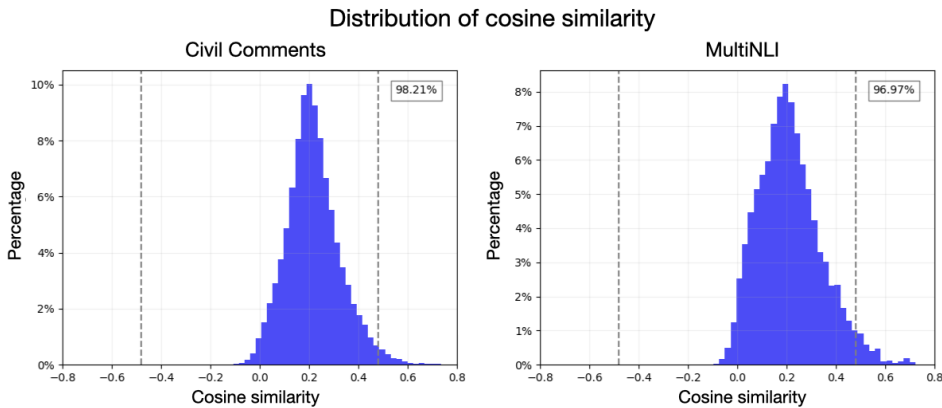 Distribution of cosine similarity
Civil Comments
10%
8%
6%
4%
2%
0%
98.21%
Percentage
−0.8 −0.6 −0.4 −0.2 0.0 0.2 0.4 0.6 0.8
Cosine similarity
MultiNLI
8%
7%
6%
5%
4%
3%
2%
1%
0%
96.97%
Percentage
−0.8 −0.6 −0.4 −0.2 0.0 0.2 0.4 0.6 0.8
Cosine similarity